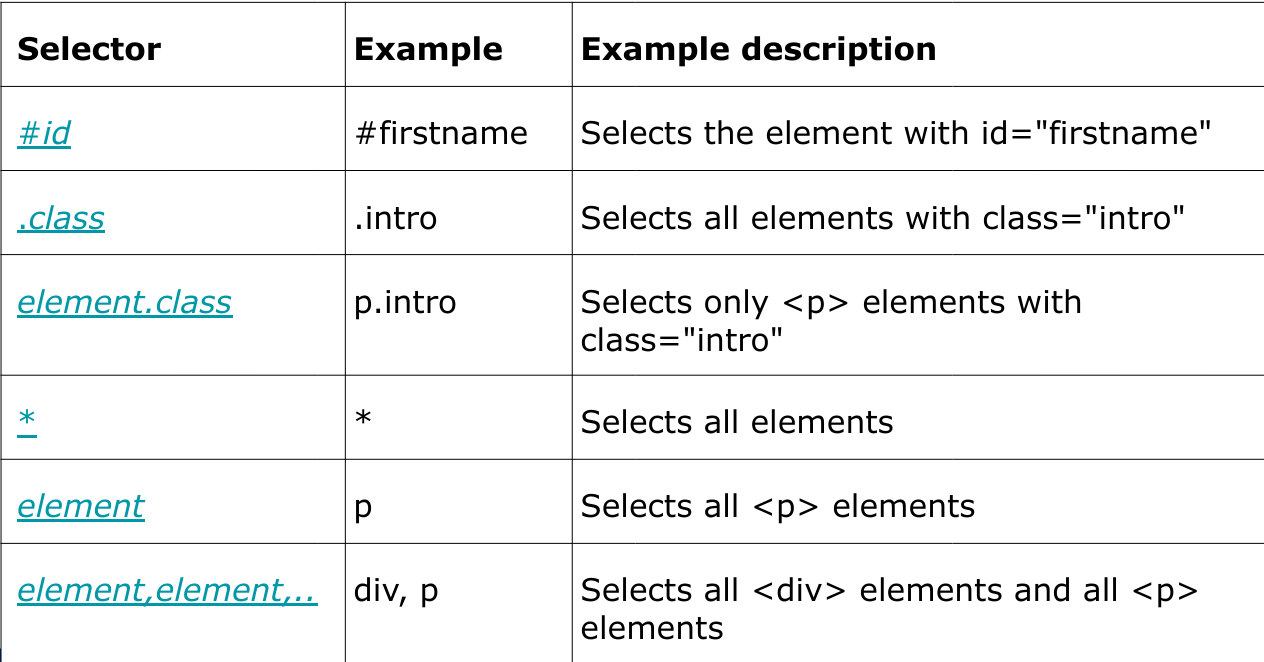 Selector Example Example description
#id #firstname Selects the element with id="firstname"
.class .intro Selects all elements with class="intro"
element.class p.intro Selects only <p> elements with
class="intro"
* * Selects all elements
element p Selects all <p> elements
element,element,.. div, p Selects all <div> elements and all <p>
elements